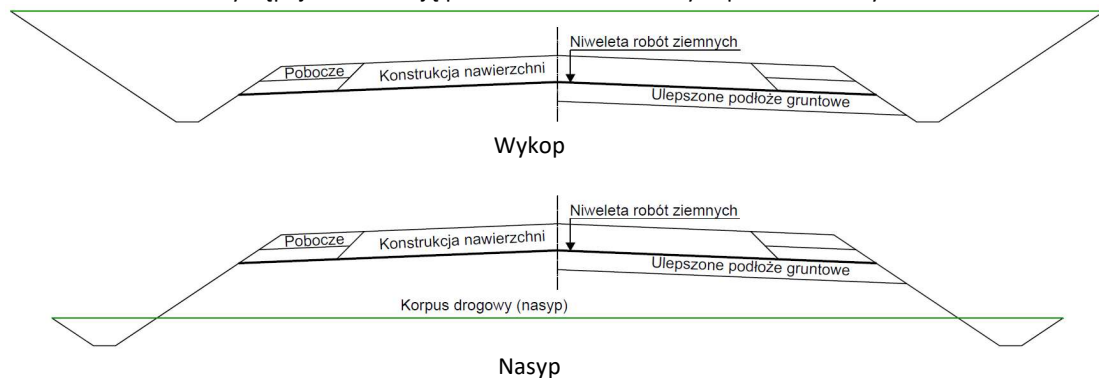 Niweleta robót ziemnych
Pobocze
Konstrukcja nawierzchni
Ulepszone podłoże gruntowe
Wykop
Niweleta robót ziemnych
Pobocze
Konstrukcja nawierzchni
Ulepszone podłoże gruntowe
Korpus drogowy (nasyp)
Nasyp